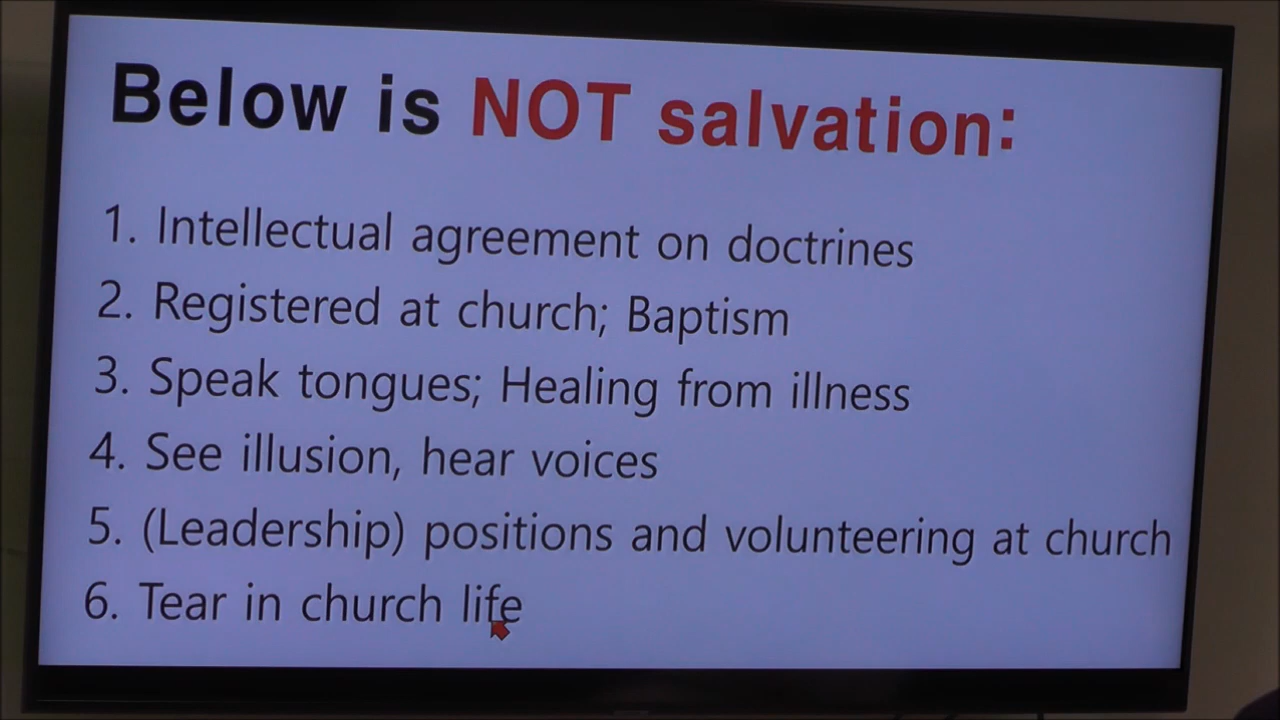 Below is NOT salvation:
1. Intellectual agreement on doctrines
2. Registered at church; Baptism
3. Speak tongues; Healing from illness
4. See illusion, hear voices
5. (Leadership) positions and volunteering at church
6. Tear in church life